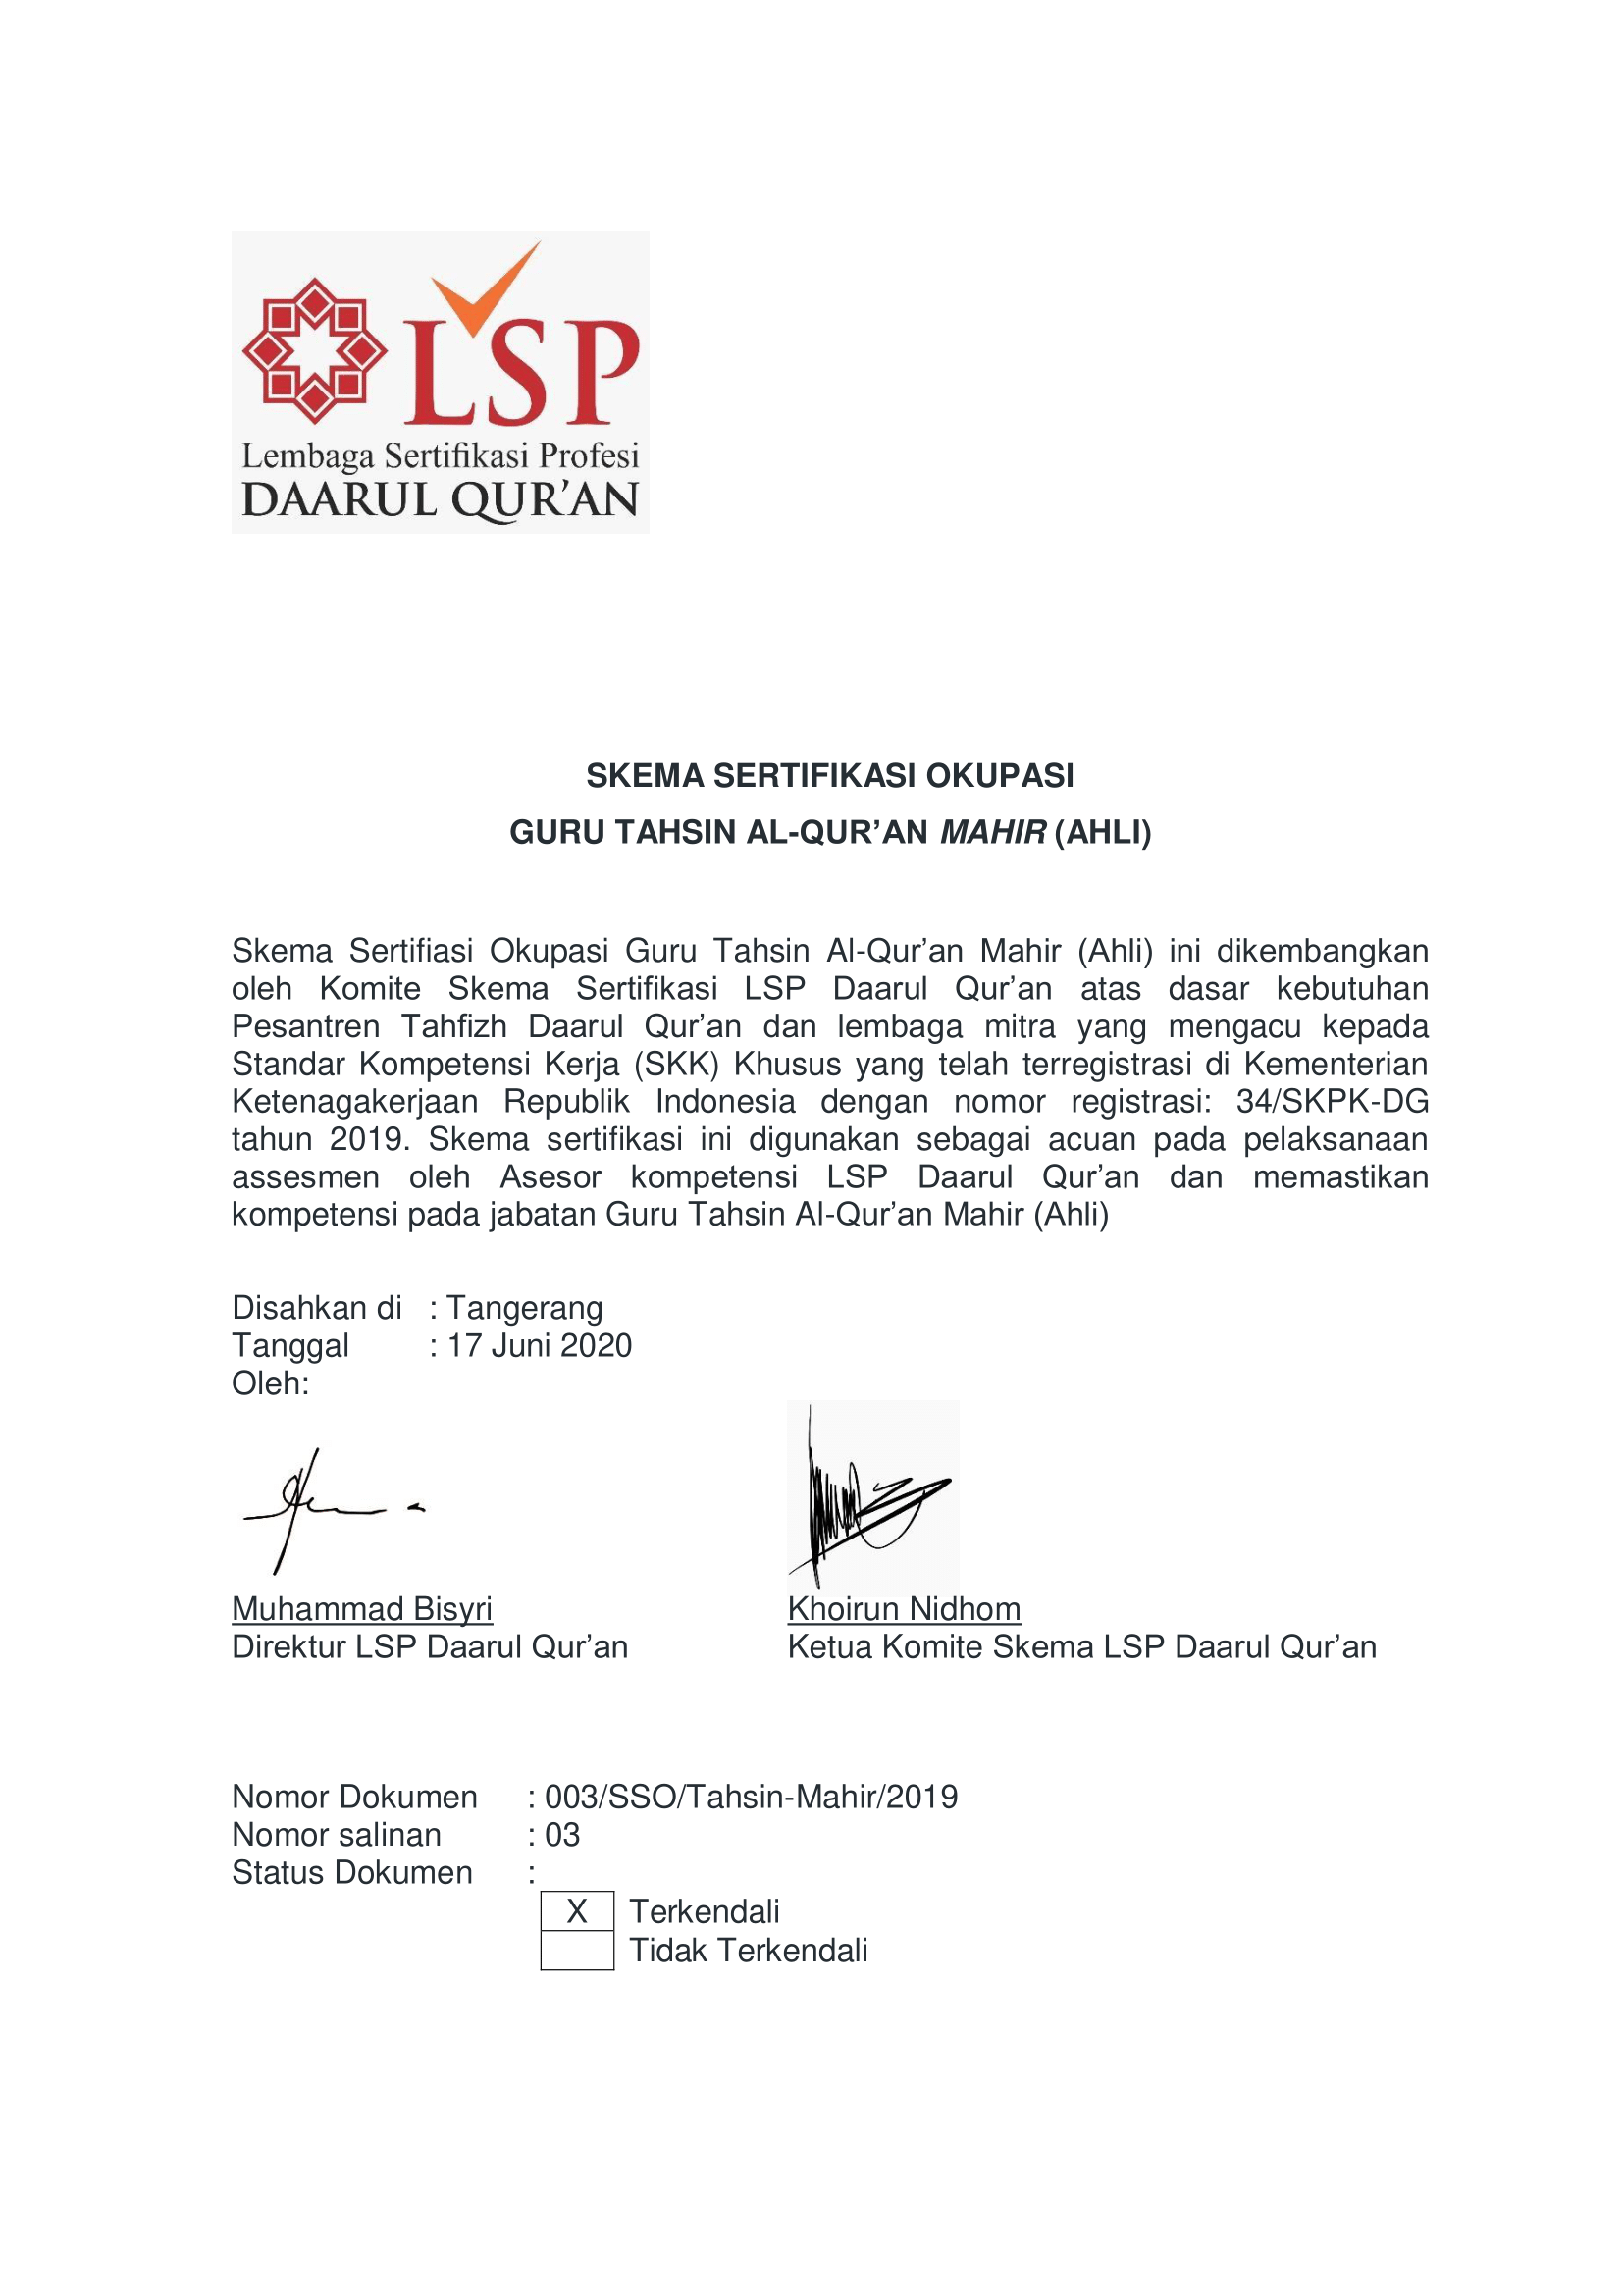 LSP
Lembaga Sertifikasi Profesi
DAARUL QUR’AN
SKEMA SERTIFIKASI OKUPASI
GURU TAHSIN AL-QUR’AN MAHIR (AHLI)
Skema Sertifiasi Okupasi Guru Tahsin Al-Qur’an Mahir (Ahli) ini dikembangkan
oleh Komite Skema Sertifikasi LSP Daarul Qur’an atas dasar kebutuhan
Pesantren Tahfizh Daarul Qur’an dan lembaga mitra yang mengacu kepada
Standar Kompetensi Kerja (SKK) Khusus yang telah terregistrasi di Kementerian
Ketenagakerjaan Republik Indonesia dengan nomor registrasi: 34/SKPK-DG
tahun 2019. Skema sertifikasi ini digunakan sebagai acuan pada pelaksanaan
assesmen oleh Asesor kompetensi LSP Daarul Qur’an dan memastikan
kompetensi pada jabatan Guru Tahsin Al-Qur’an Mahir (Ahli)
Disahkan di : Tangerang
Tanggal : 17 Juni 2020
Oleh:
Muhammad Bisyri Khoirun Nidhom
Direktur LSP Daarul Qur’an Ketua Komite Skema LSP Daarul Qur’an
Nomor Dokumen : 003/SSO/Tahsin-Mahir/2019
Nomor salinan : 03
Status Dokumen :
X Terkendali
Tidak Terkendali